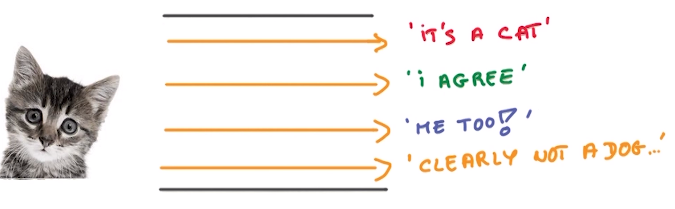 'iT'S A CAT'
'i AGREE'
'ME TOO!'
'CLEARLY NOT A DOG...'